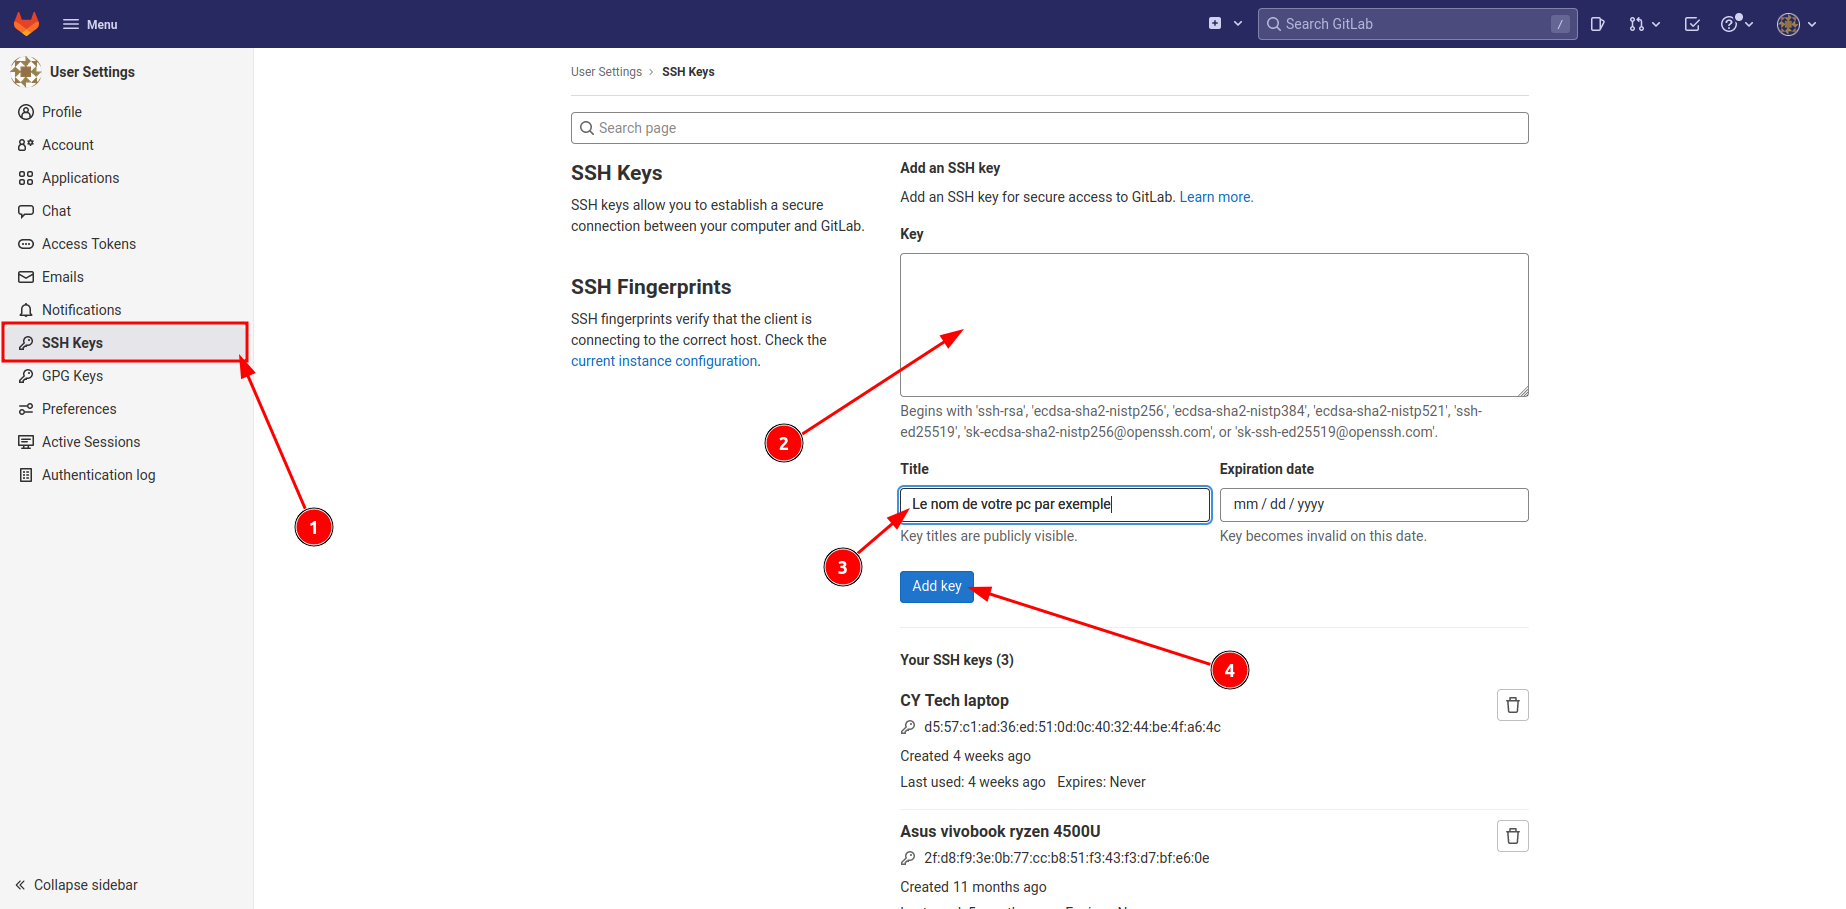 Menu
Search GitLab
/
User Settings
Profile
Account
Applications
Chat
Access Tokens
Emails
Notifications
SSH Keys
GPG Keys
Preferences
Active Sessions
Authentication log
Collapse sidebar
1
User Settings › SSH Keys
Search page
SSH Keys
SSH keys allow you to establish a secure
connection between your computer and GitLab.
SSH Fingerprints
SSH fingerprints verify that the client is
connecting to the correct host. Check the
current instance configuration.
2
3
Add an SSH key
Add an SSH key for secure access to GitLab. Learn more.
Key
Begins with 'ssh-rsa', 'ecdsa-sha2-nistp256', 'ecdsa-sha2-nistp384', 'ecdsa-sha2-nistp521', 'ssh-
ed25519', 'sk-ecdsa-sha2-nistp256@openssh.com', or 'sk-ssh-ed25519@openssh.com'.
Title
Le nom de votre pc par exemple
Key titles are publicly visible.
Expiration date
mm / dd / yyyy
Key becomes invalid on this date.
Add key
4
Your SSH keys (3)
CY Tech laptop
d5:57:c1:ad:36:ed:51:0d:0c:40:32:44:be:4f:a6:4c
Created 4 weeks ago
Last used: 4 weeks ago Expires: Never
Asus vivobook ryzen 4500U
2f:d8:f9:3e:0b:77:cc:b8:51:f3:43:f3:d7:bf:e6:0e
Created 11 months ago